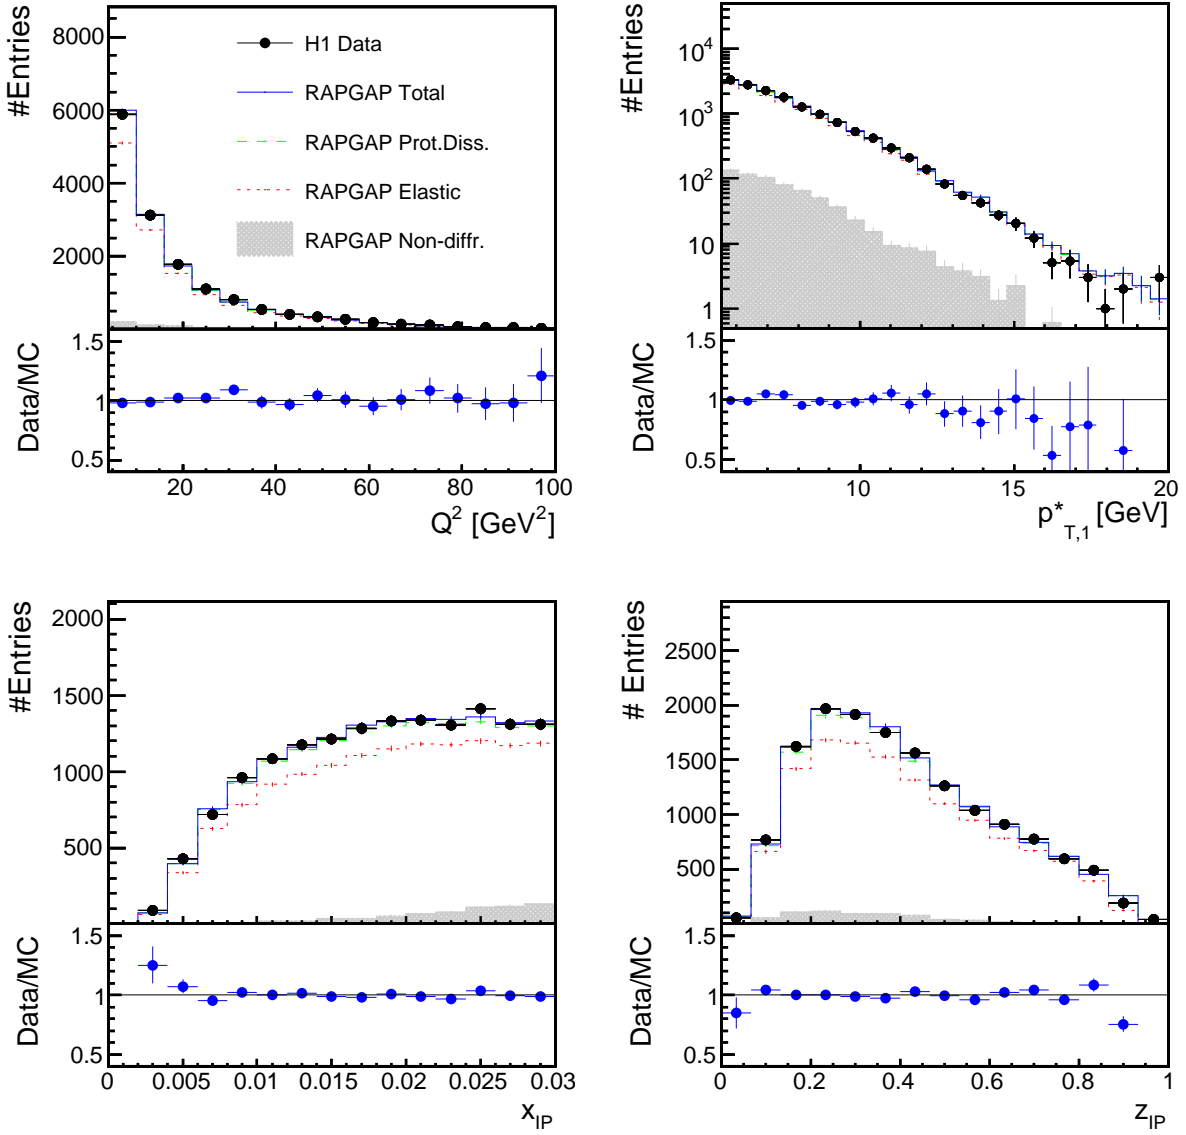 #Entries
8000
6000
4000
2000
H1 Data
RAPGAP Total
RAPGAP Prot.Diss.
RAPGAP Elastic
RAPGAP Non-diffr.
Data/MC
1.5
1
0.5
20 40 60 80 100
Q² [GeV²]
#Entries
10⁴
10³
10²
10
1
Data/MC
1.5
1
0.5
10 15 20
p*T,1 [GeV]
#Entries
2000
1500
1000
500
Data/MC
1.5
1
0.5
0 0.005 0.01 0.015 0.02 0.025 0.03
xIP
# Entries
2500
2000
1500
1000
500
Data/MC
1.5
1
0.5
0 0.2 0.4 0.6 0.8 1
zIP